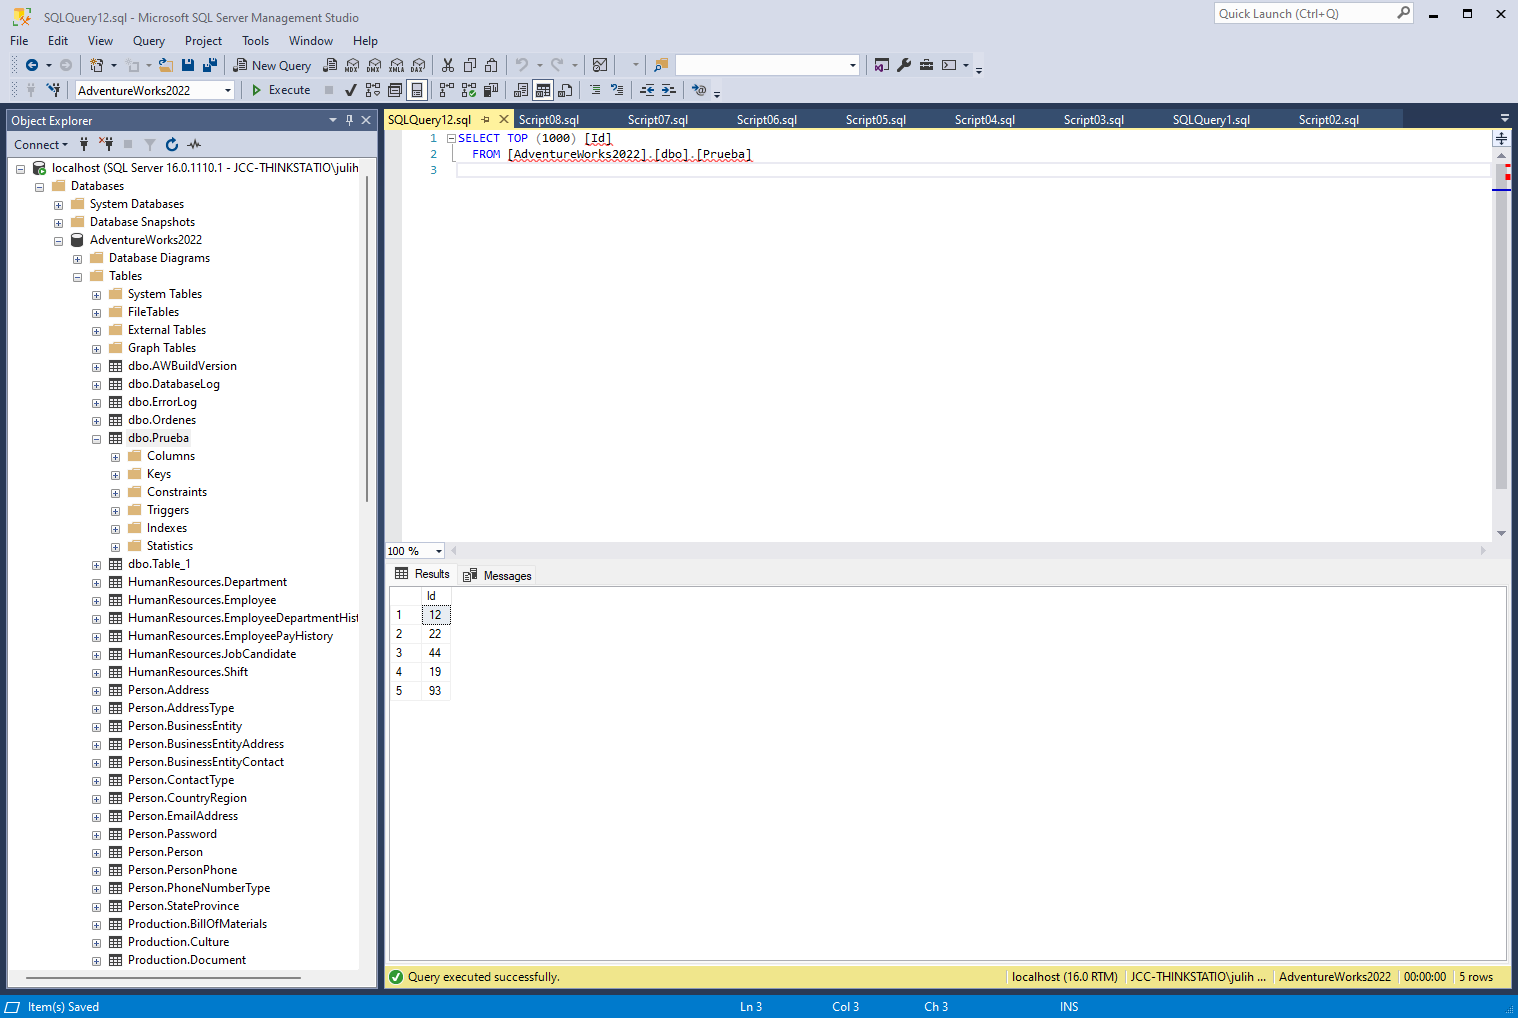 SQLQuery12.sql - Microsoft SQL Server Management Studio
Quick Launch (Ctrl+Q)
File Edit View Query Project Tools Window Help
New Query MDX DMX XMLA DAX
AdventureWorks2022 Execute
Object Explorer
Connect
localhost (SQL Server 16.0.1110.1 - JCC-THINKSTATIO\julih
Databases
System Databases
Database Snapshots
AdventureWorks2022
Database Diagrams
Tables
System Tables
FileTables
External Tables
Graph Tables
dbo.AWBuildVersion
dbo.DatabaseLog
dbo.ErrorLog
dbo.Ordenes
dbo.Prueba
Columns
Keys
Constraints
Triggers
Indexes
Statistics
dbo.Table_1
HumanResources.Department
HumanResources.Employee
HumanResources.EmployeeDepartmentHist
HumanResources.EmployeePayHistory
HumanResources.JobCandidate
HumanResources.Shift
Person.Address
Person.AddressType
Person.BusinessEntity
Person.BusinessEntityAddress
Person.BusinessEntityContact
Person.ContactType
Person.CountryRegion
Person.EmailAddress
Person.Password
Person.Person
Person.PersonPhone
Person.PhoneNumberType
Person.StateProvince
Production.BillOfMaterials
Production.Culture
Production.Document
SQLQuery12.sql Script08.sql Script07.sql Script06.sql Script05.sql Script04.sql Script03.sql SQLQuery1.sql Script02.sql
1 SELECT TOP (1000) [Id]
2 FROM [AdventureWorks2022].[dbo].[Prueba]
3
100 %
Results Messages
Id
1 12
2 22
3 44
4 19
5 93
Query executed successfully. localhost (16.0 RTM) JCC-THINKSTATIO\julih ... AdventureWorks2022 00:00:00 5 rows
Item(s) Saved Ln 3 Col 3 Ch 3 INS